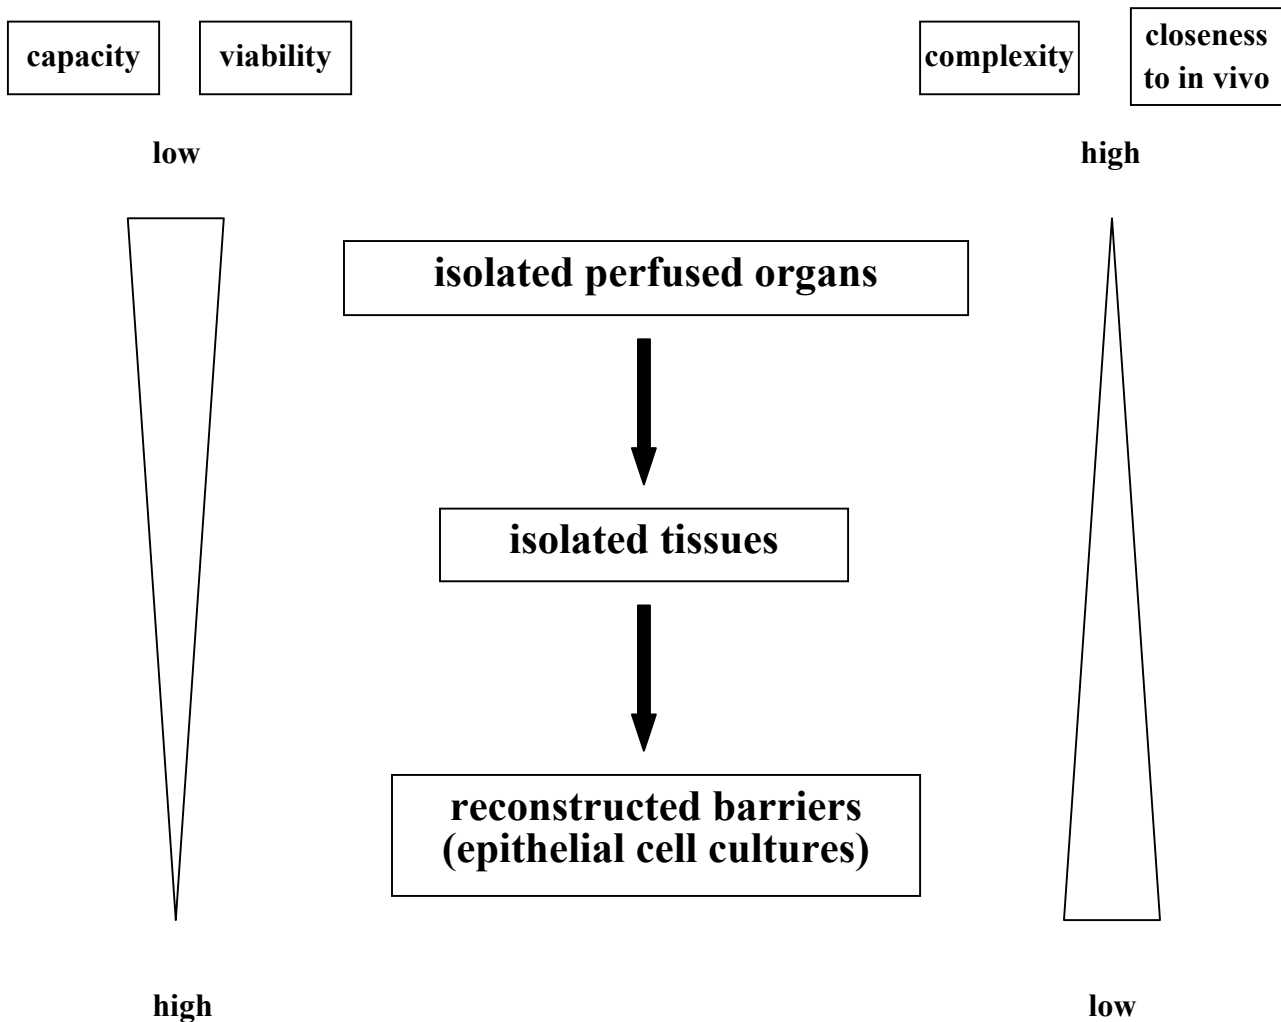 capacity
viability
complexity
closeness
to in vivo
low
high
isolated perfused organs
isolated tissues
reconstructed barriers
(epithelial cell cultures)
high
low